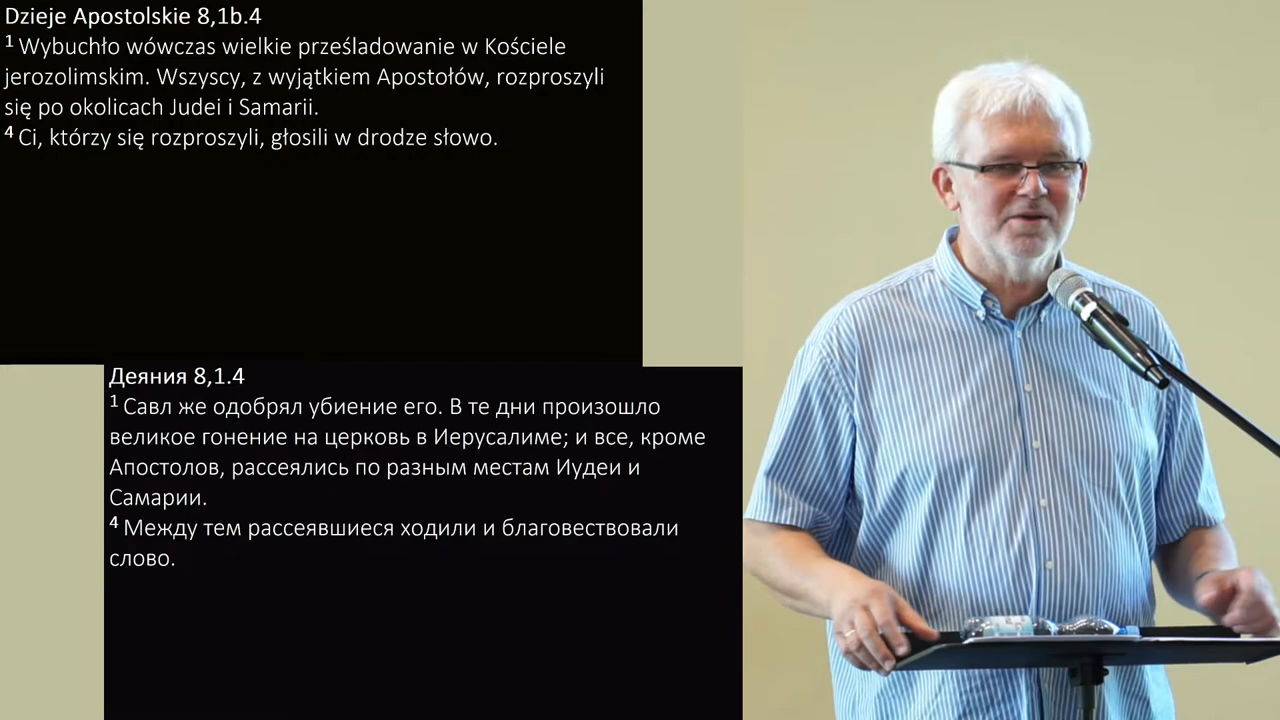 Dzieje Apostolskie 8,1b.4
¹ Wybuchło wówczas wielkie prześladowanie w Kościele
jerozolimskim. Wszyscy, z wyjątkiem Apostołów, rozproszyli
się po okolicach Judei i Samarii.
⁴ Ci, którzy się rozproszyli, głosili w drodze słowo.
Деяния 8,1.4
¹ Савл же одобрял убиение его. В те дни произошло
великое гонение на церковь в Иерусалиме; и все, кроме
Апостолов, рассеялись по разным местам Иудеи и
Самарии.
⁴ Между тем рассеявшиеся ходили и благовествовали
слово.